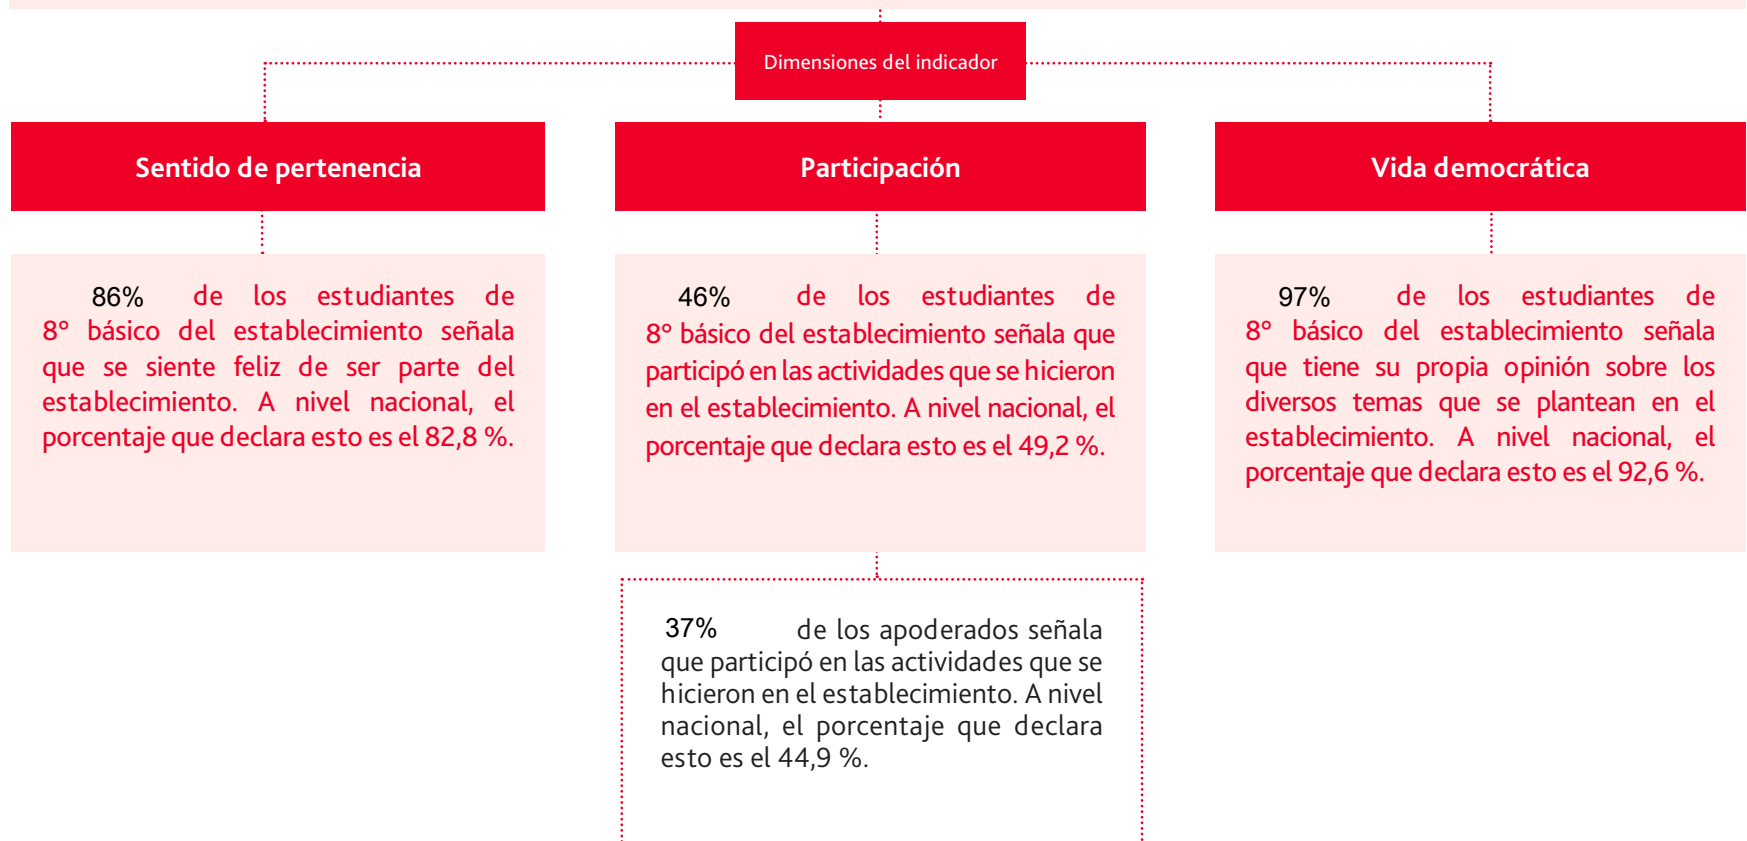 Dimensiones del indicador
Sentido de pertenencia
86% de los estudiantes de
8° básico del establecimiento señala
que se siente feliz de ser parte del
establecimiento. A nivel nacional, el
porcentaje que declara esto es el 82,8 %.
Participación
46% de los estudiantes de
8° básico del establecimiento señala que
participó en las actividades que se hicieron
en el establecimiento. A nivel nacional, el
porcentaje que declara esto es el 49,2 %.
37% de los apoderados señala
que participó en las actividades que se
hicieron en el establecimiento. A nivel
nacional, el porcentaje que declara
esto es el 44,9 %.
Vida democrática
97% de los estudiantes de
8° básico del establecimiento señala
que tiene su propia opinión sobre los
diversos temas que se plantean en el
establecimiento. A nivel nacional, el
porcentaje que declara esto es el 92,6 %.